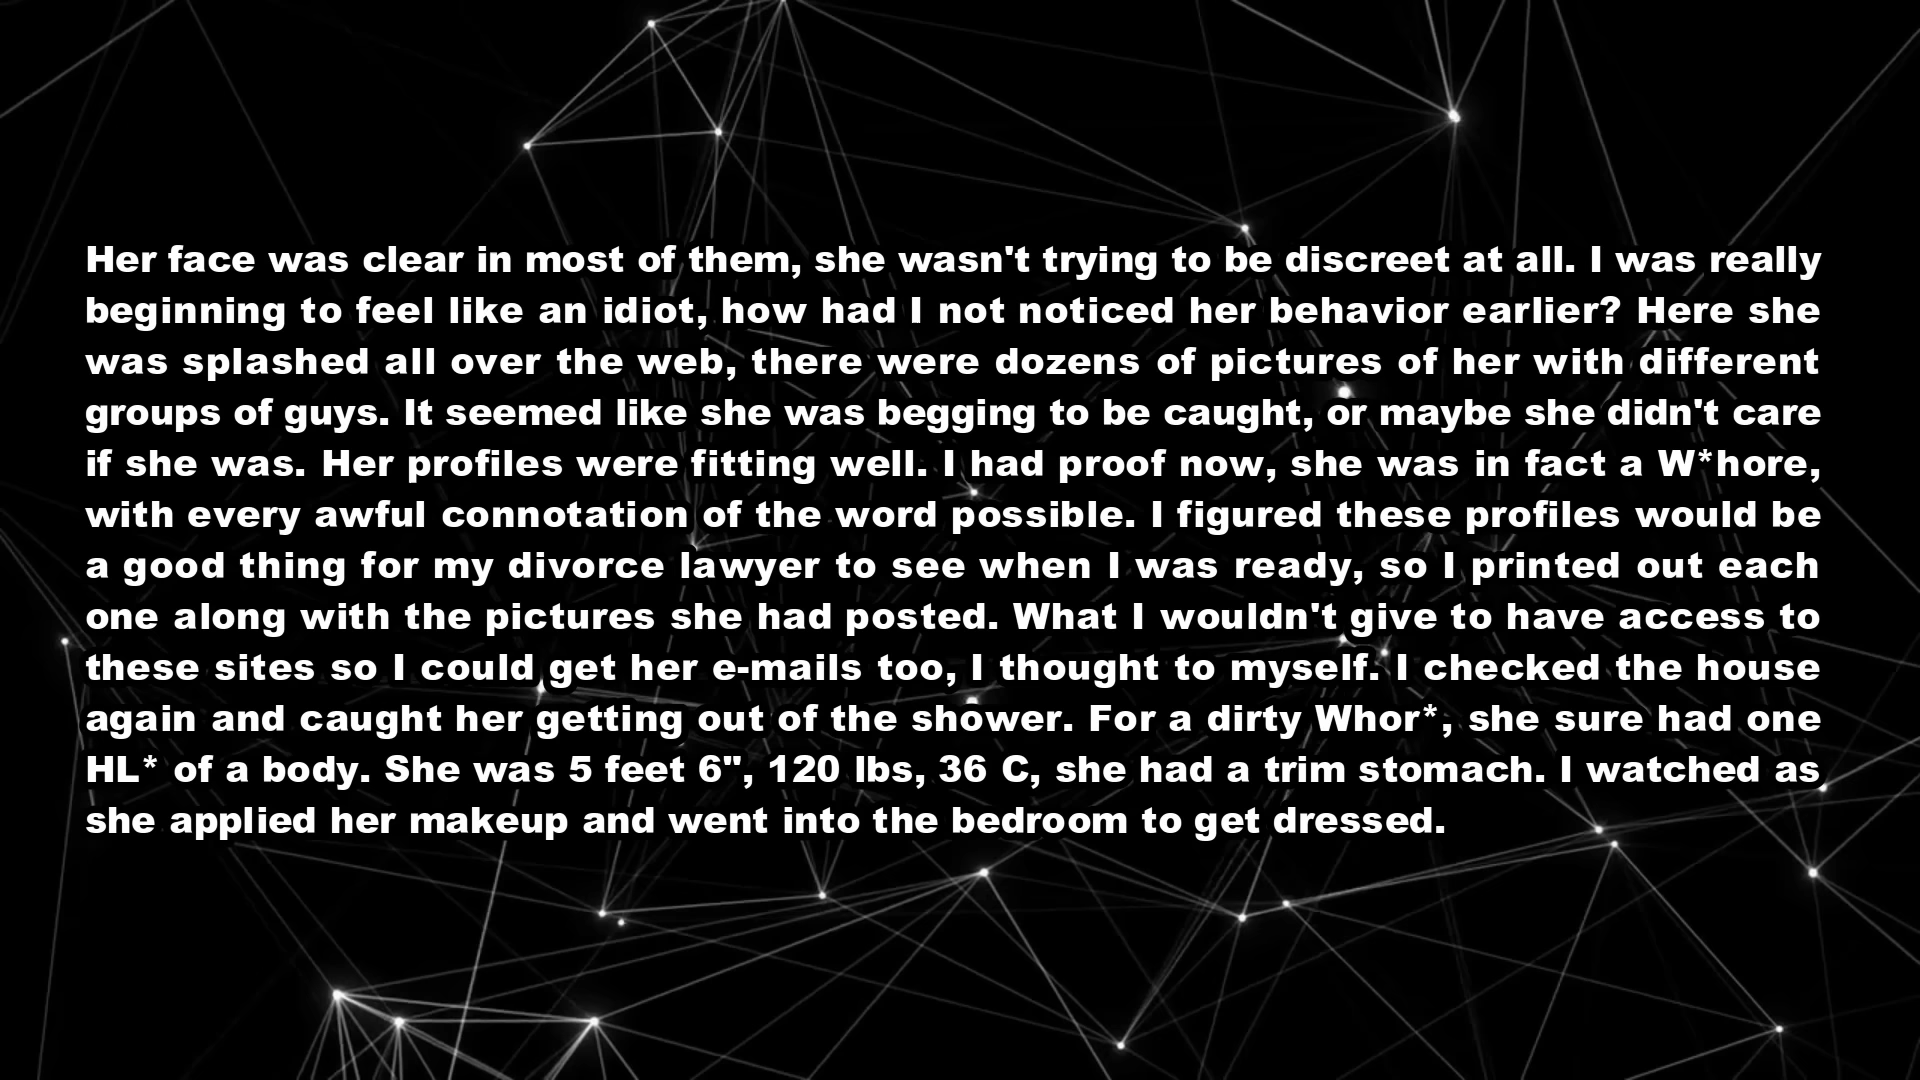 Her face was clear in most of them, she wasn't trying to be discreet at all. I was really
beginning to feel like an idiot, how had I not noticed her behavior earlier? Here she
was splashed all over the web, there were dozens of pictures of her with different
groups of guys. It seemed like she was begging to be caught, or maybe she didn't care
if she was. Her profiles were fitting well. I had proof now, she was in fact a W*hore,
with every awful connotation of the word possible. I figured these profiles would be
a good thing for my divorce lawyer to see when I was ready, so I printed out each
one along with the pictures she had posted. What I wouldn't give to have access to
these sites so I could get her e-mails too, I thought to myself. I checked the house
again and caught her getting out of the shower. For a dirty Whor*, she sure had one
HL* of a body. She was 5 feet 6", 120 lbs, 36 C, she had a trim stomach. I watched as
she applied her makeup and went into the bedroom to get dressed.